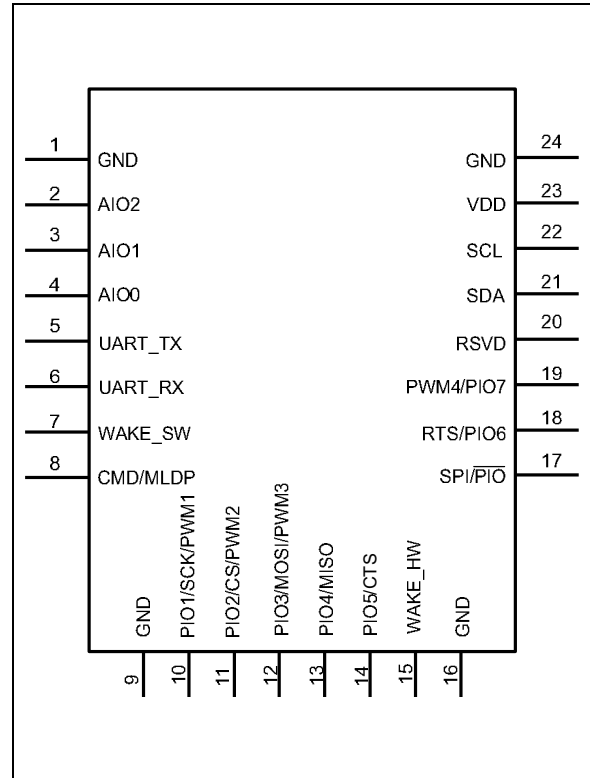 1 GND
2 AIO2
3 AIO1
4 AIO0
5 UART_TX
6 UART_RX
7 WAKE_SW
8 CMD/MLDP
GND 9
PIO1/SCK/PWM1 10
PIO2/CS/PWM2 11
PIO3/MOSI/PWM3 12
PIO4/MISO 13
PIO5/CTS 14
WAKE_HW 15
GND 16
SPI/P̅I̅O̅ 17
RTS/PIO6 18
PWM4/PIO7 19
RSVD 20
SDA 21
SCL 22
VDD 23
GND 24